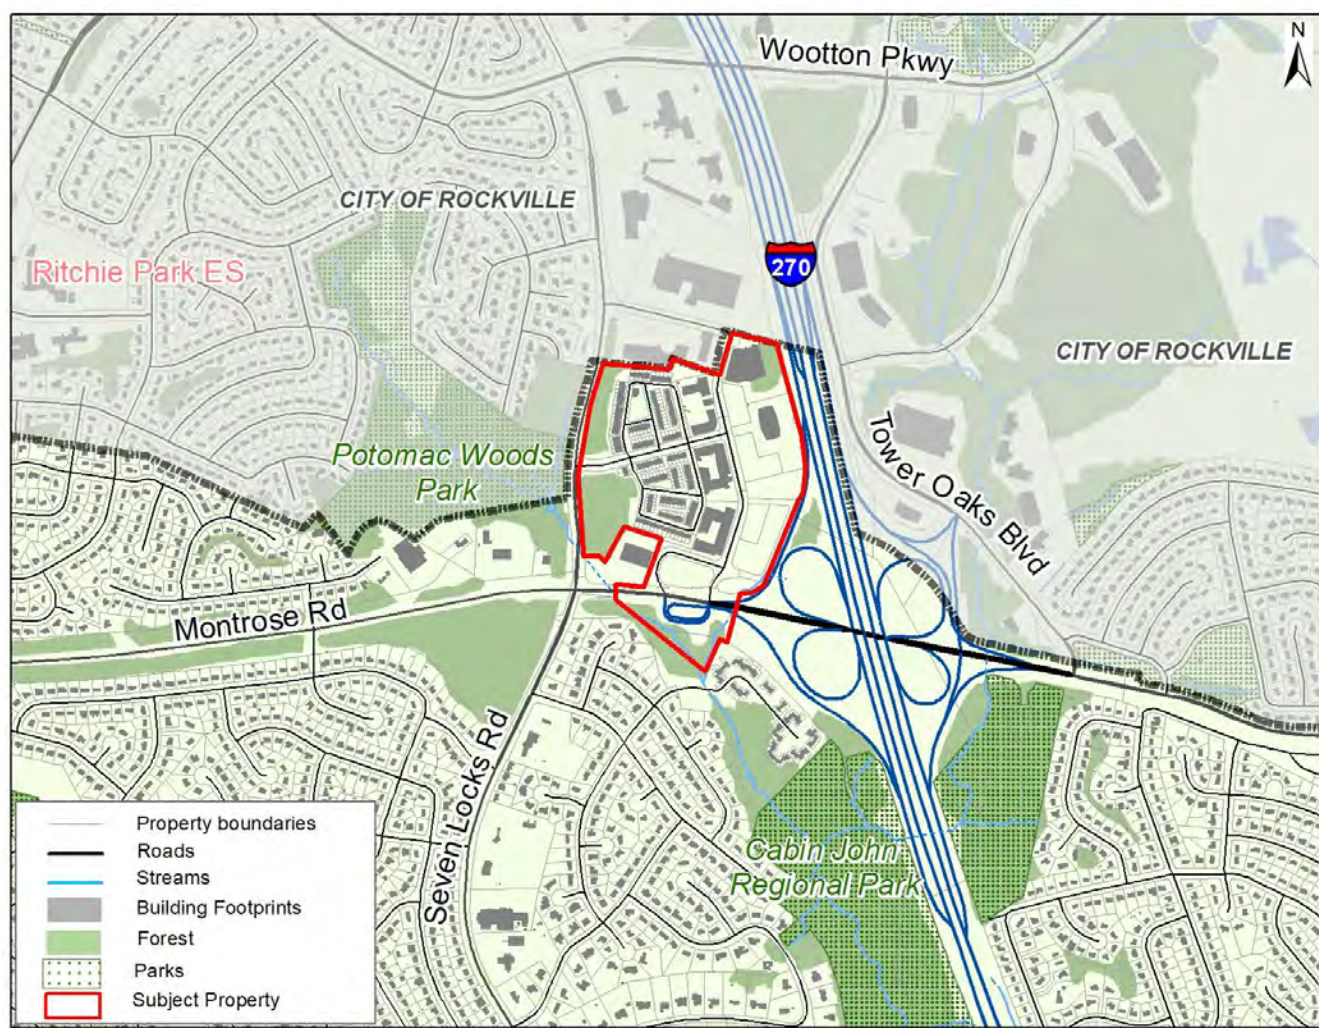 N
Wootton Pkwy
CITY OF ROCKVILLE
Ritchie Park ES
270
CITY OF ROCKVILLE
Potomac Woods
Park
Tower Oaks Blvd
Montrose Rd
Seven Locks Rd
Cabin John
Regional Park
Property boundaries
Roads
Streams
Building Footprints
Forest
Parks
Subject Property